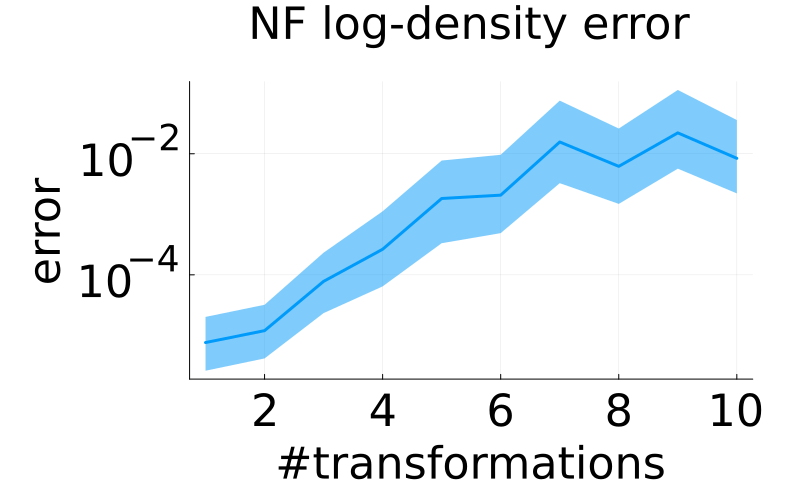 NF log-density error
error
10⁻²
10⁻⁴
2 4 6 8 10
#transformations